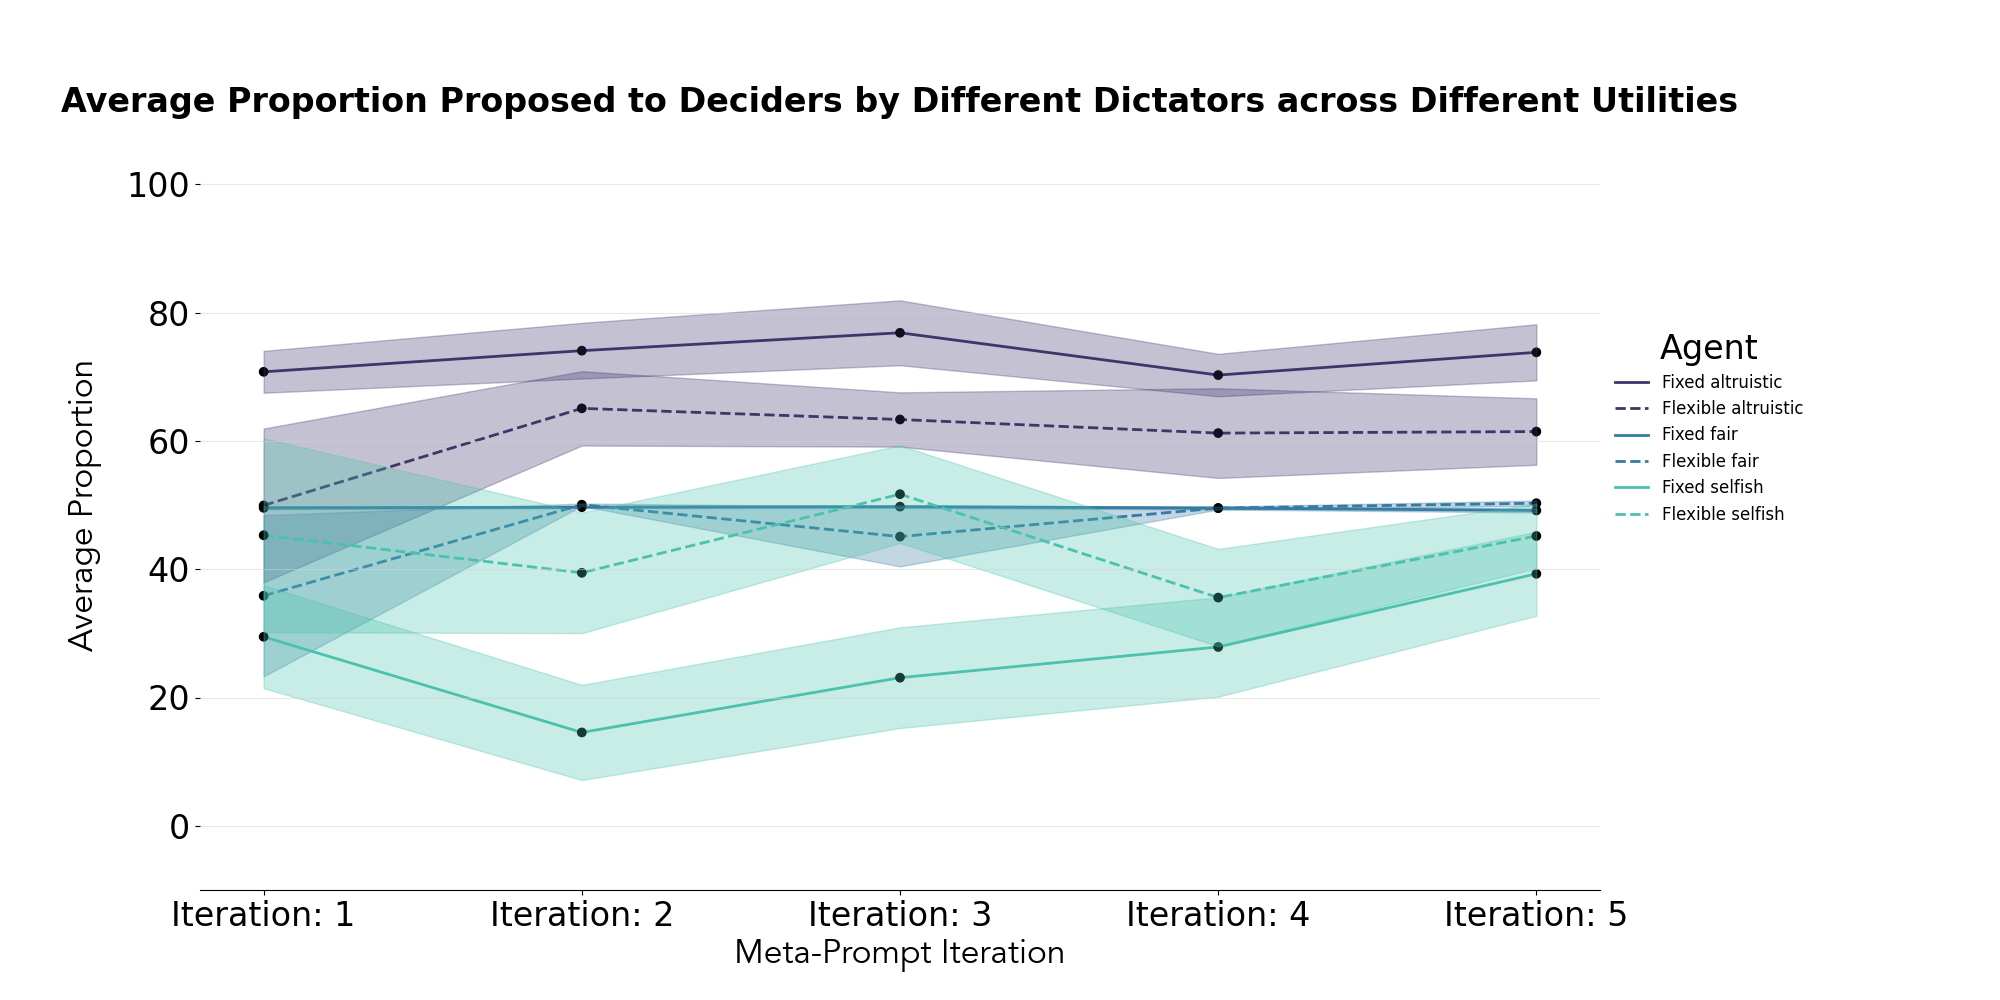 Average Proportion Proposed to Deciders by Different Dictators across Different Utilities
100
80
60
40
20
0
Average Proportion
Iteration: 1
Iteration: 2
Iteration: 3
Iteration: 4
Iteration: 5
Meta-Prompt Iteration
Agent
Fixed altruistic
Flexible altruistic
Fixed fair
Flexible fair
Fixed selfish
Flexible selfish